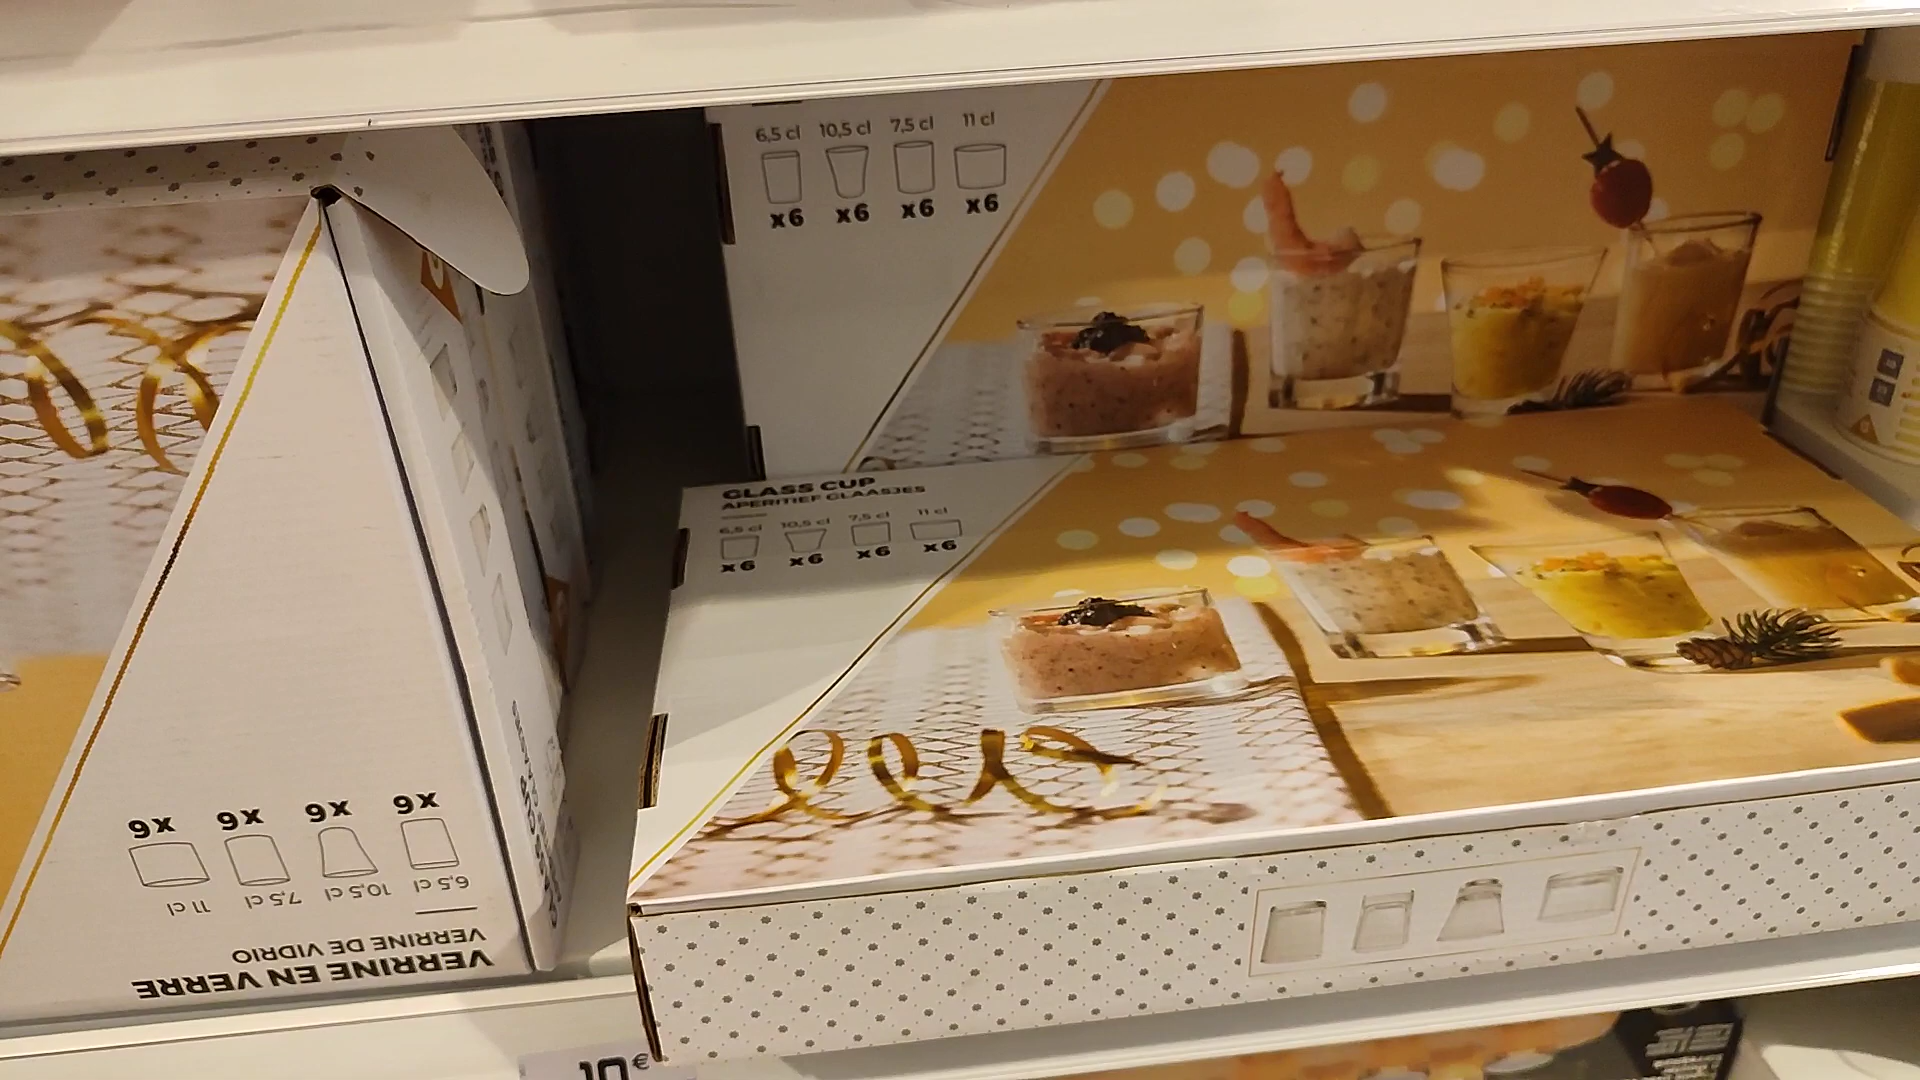 6,5 cl 10,5 cl 7,5 cl 11 cl
x6 x6 x6 x6
GLASS CUP
APERITIEF GLAASJES
6,5 cl 10,5 cl 7,5 cl 11 cl
x6 x6 x6 x6
VERRINE EN VERRE
VERRINE DE VIDRIO
6,5 cl 10,5 cl 7,5 cl 11 cl
x6 x6 x6 x6
10€